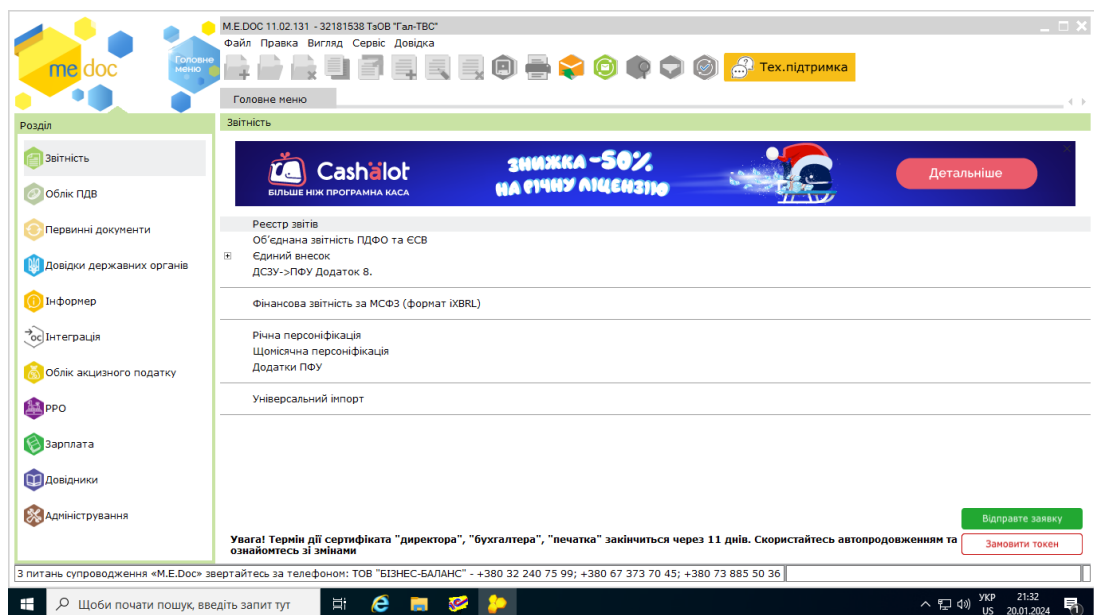 M.E.DOC 11.02.131 - 32181538 ТзОВ "Гал-ТВС"
Файл Правка Вигляд Сервіс Довідка
me doc
Головне меню
Тех.підтримка
Головне меню
Розділ
Звітність
Облік ПДВ
Первинні документи
Довідки державних органів
Інформер
Інтеграція
Облік акцизного податку
РРО
Зарплата
Довідники
Адміністрування
Звітність
Cashälot
БІЛЬШЕ НІЖ ПРОГРАМНА КАСА
ЗНИЖКА -50%
НА РІЧНУ ЛІЦЕНЗІЮ
Детальніше
Реєстр звітів
Об'єднана звітність ПДФО та ЄСВ
Єдиний внесок
ДСЗУ->ПФУ Додаток 8.
Фінансова звітність за МСФЗ (формат iXBRL)
Річна персоніфікація
Щомісячна персоніфікація
Додатки ПФУ
Універсальний імпорт
Відправте заявку
Увага! Термін дії сертифіката "директора", "бухгалтера", "печатка" закінчиться через 11 днів. Скористайтесь автопродовженням та
ознайомтесь зі змінами
Замовити токен
З питань супроводження «M.E.Doc» звертайтесь за телефоном: ТОВ "БІЗНЕС-БАЛАНС" - +380 32 240 75 99; +380 67 373 70 45; +380 73 885 50 36
Щоби почати пошук, введіть запит тут
УКР 21:32
US 20.01.2024